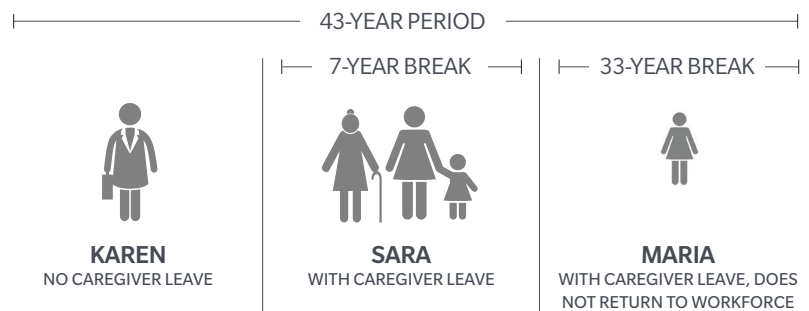 43-YEAR PERIOD
7-YEAR BREAK
33-YEAR BREAK
KAREN
NO CAREGIVER LEAVE
SARA
WITH CAREGIVER LEAVE
MARIA
WITH CAREGIVER LEAVE, DOES
NOT RETURN TO WORKFORCE